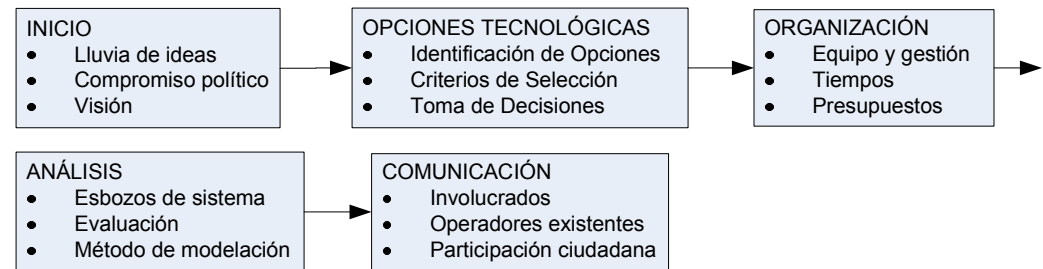 INICIO
• Lluvia de ideas
• Compromiso político
• Visión
OPCIONES TECNOLÓGICAS
• Identificación de Opciones
• Criterios de Selección
• Toma de Decisiones
ORGANIZACIÓN
• Equipo y gestión
• Tiempos
• Presupuestos
ANÁLISIS
• Esbozos de sistema
• Evaluación
• Método de modelación
COMUNICACIÓN
• Involucrados
• Operadores existentes
• Participación ciudadana